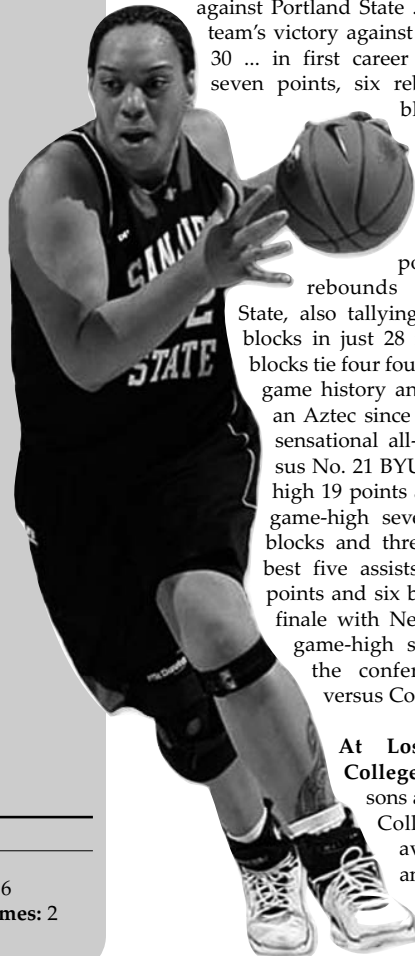 against Portland State .
team's victory against
30 ... in first career
seven points, six reb
bl
po
rebounds
State, also tallying
blocks in just 28
blocks tie four fou
game history an
an Aztec since
sensational all-
sus No. 21 BYU
high 19 points
game-high seve
blocks and thre
best five assists
points and six b
finale with Ne
game-high s
the confer
versus Co
At Los
College
sons a
Coll
av
an
6
mes: 2
SAN
2
STATE